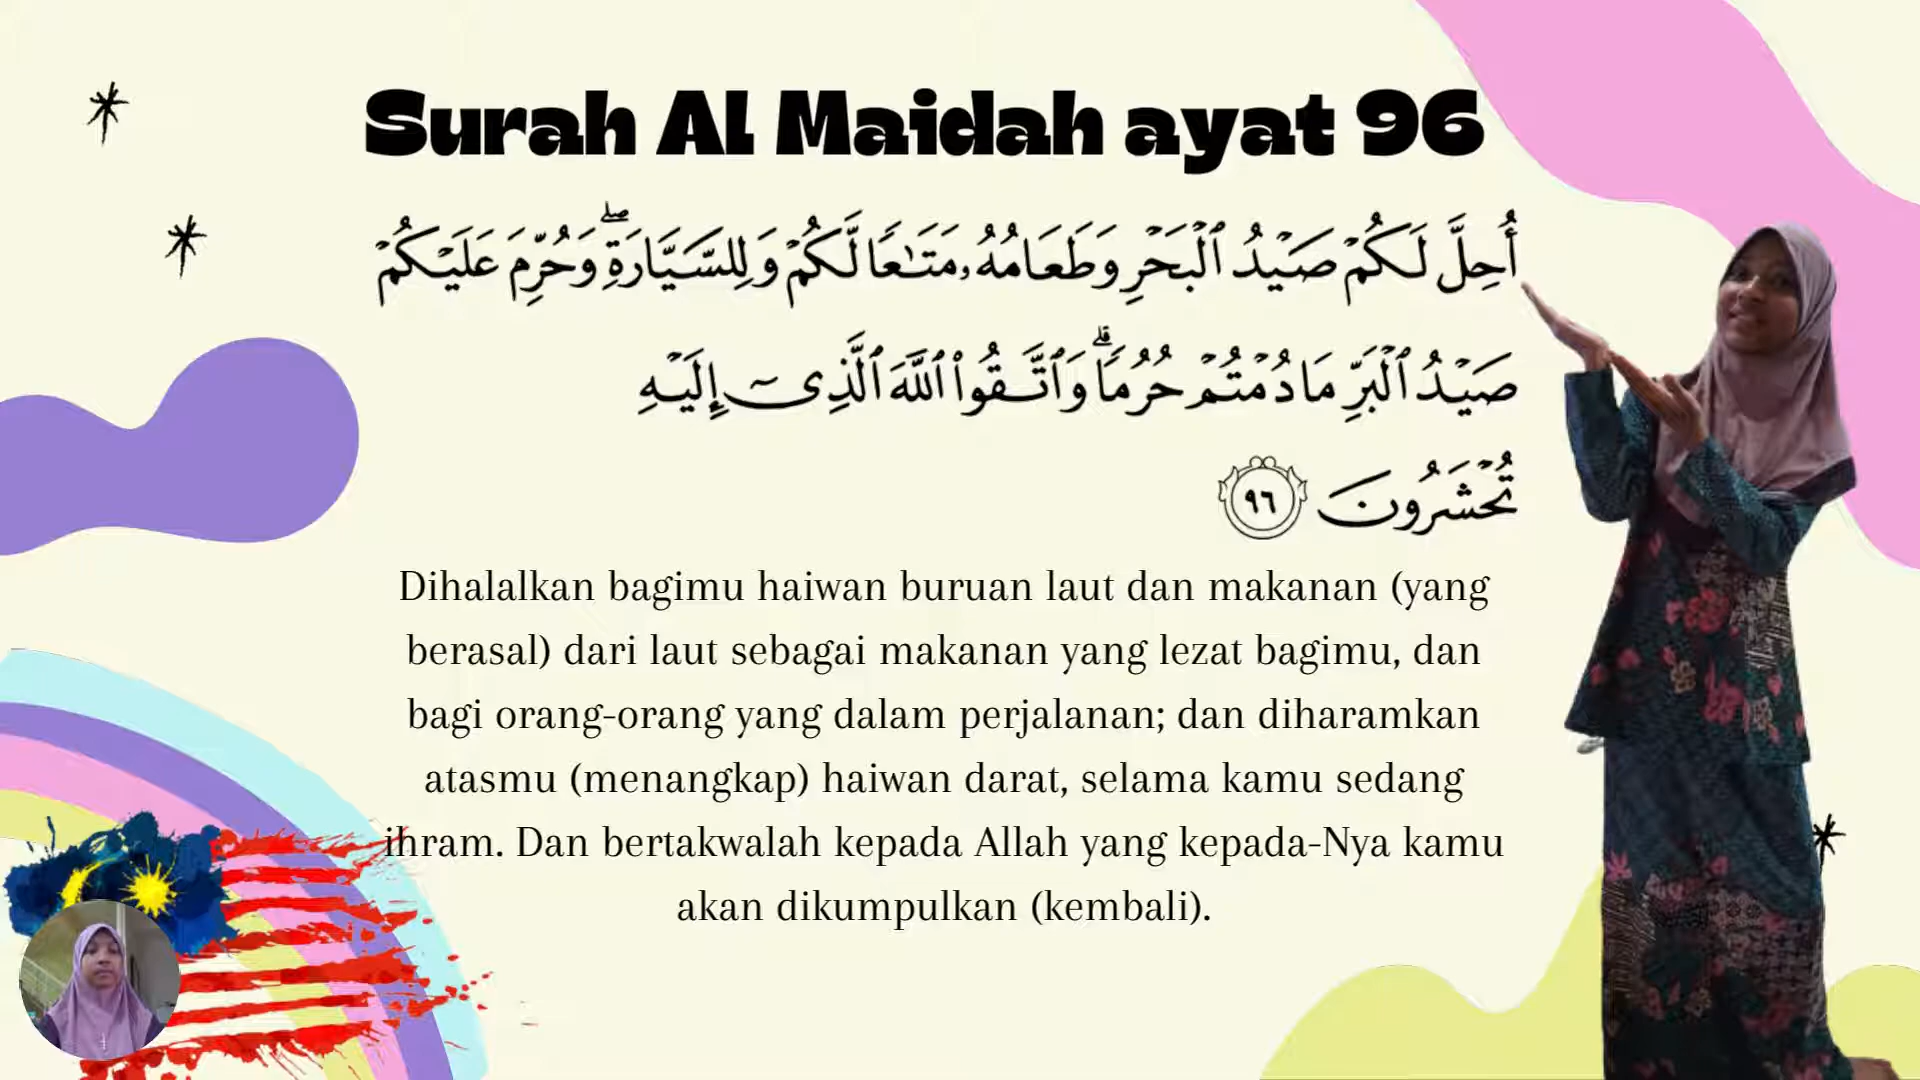 Surah Al Maidah ayat 96
أُحِلَّ لَكُمْ صَيْدُ ٱلْبَحْرِ وَطَعَامُهُۥ مَتَـٰعًا لَّكُمْ وَلِلسَّيَّارَةِ ۖ وَحُرِّمَ عَلَيْكُمْ
صَيْدُ ٱلْبَرِّ مَا دُمْتُمْ حُرُمًا ۗ وَٱتَّقُوا۟ ٱللَّهَ ٱلَّذِىٓ إِلَيْهِ
تُحْشَرُونَ ٩٦
Dihalalkan bagimu haiwan buruan laut dan makanan (yang
berasal) dari laut sebagai makanan yang lezat bagimu, dan
bagi orang-orang yang dalam perjalanan; dan diharamkan
atasmu (menangkap) haiwan darat, selama kamu sedang
ihram. Dan bertakwalah kepada Allah yang kepada-Nya kamu
akan dikumpulkan (kembali).